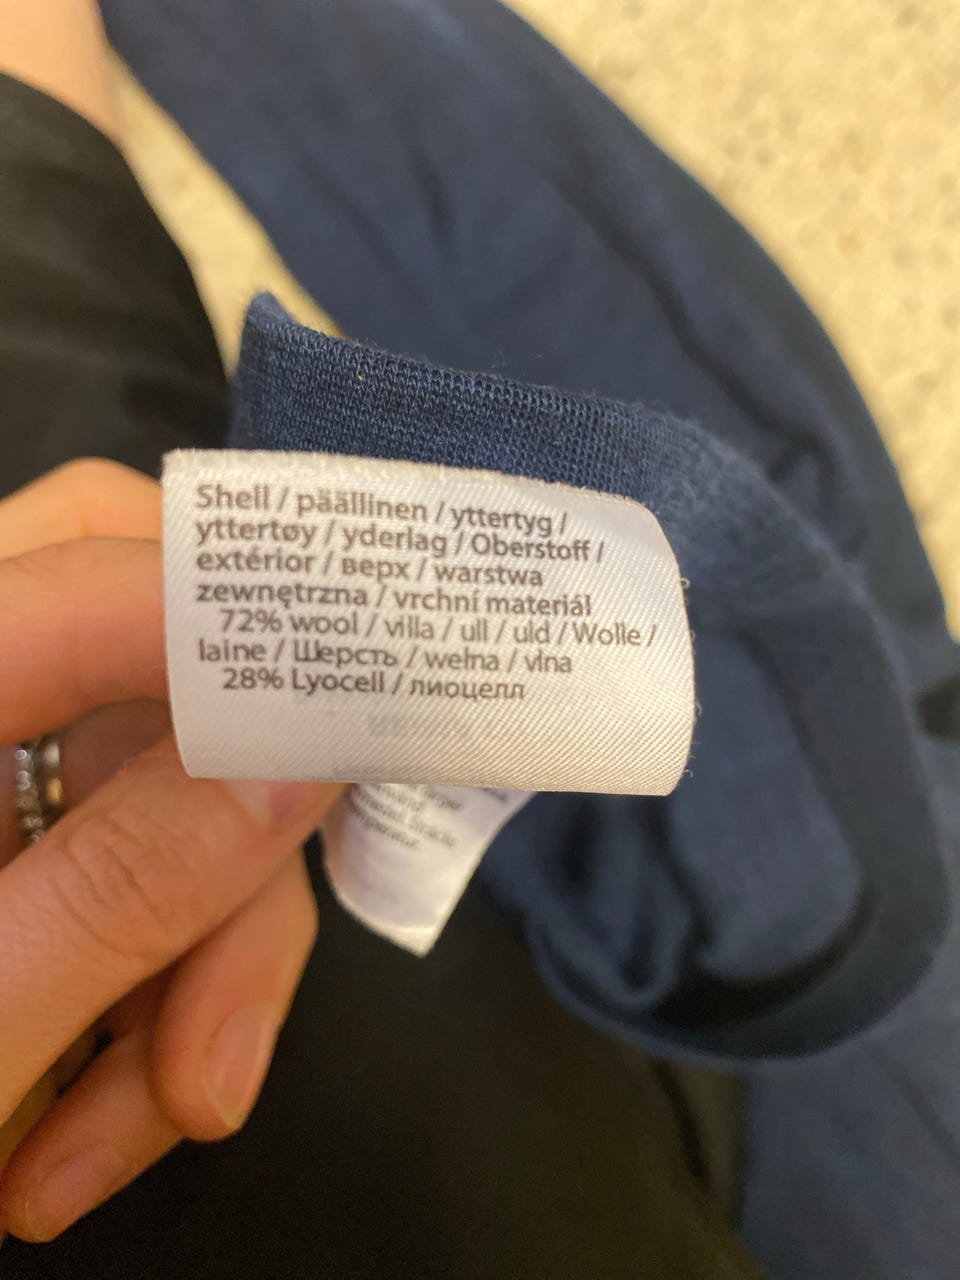 Shell / päällinen / yttertyg /
yttertøy / yderlag / Oberstoff /
extérior / верх / warstwa
zewnętrzna / vrchní materiál
72% wool / villa / ull / uld / Wolle /
laine / Шерсть / wełna / vlna
28% Lyocell / лиоцелл